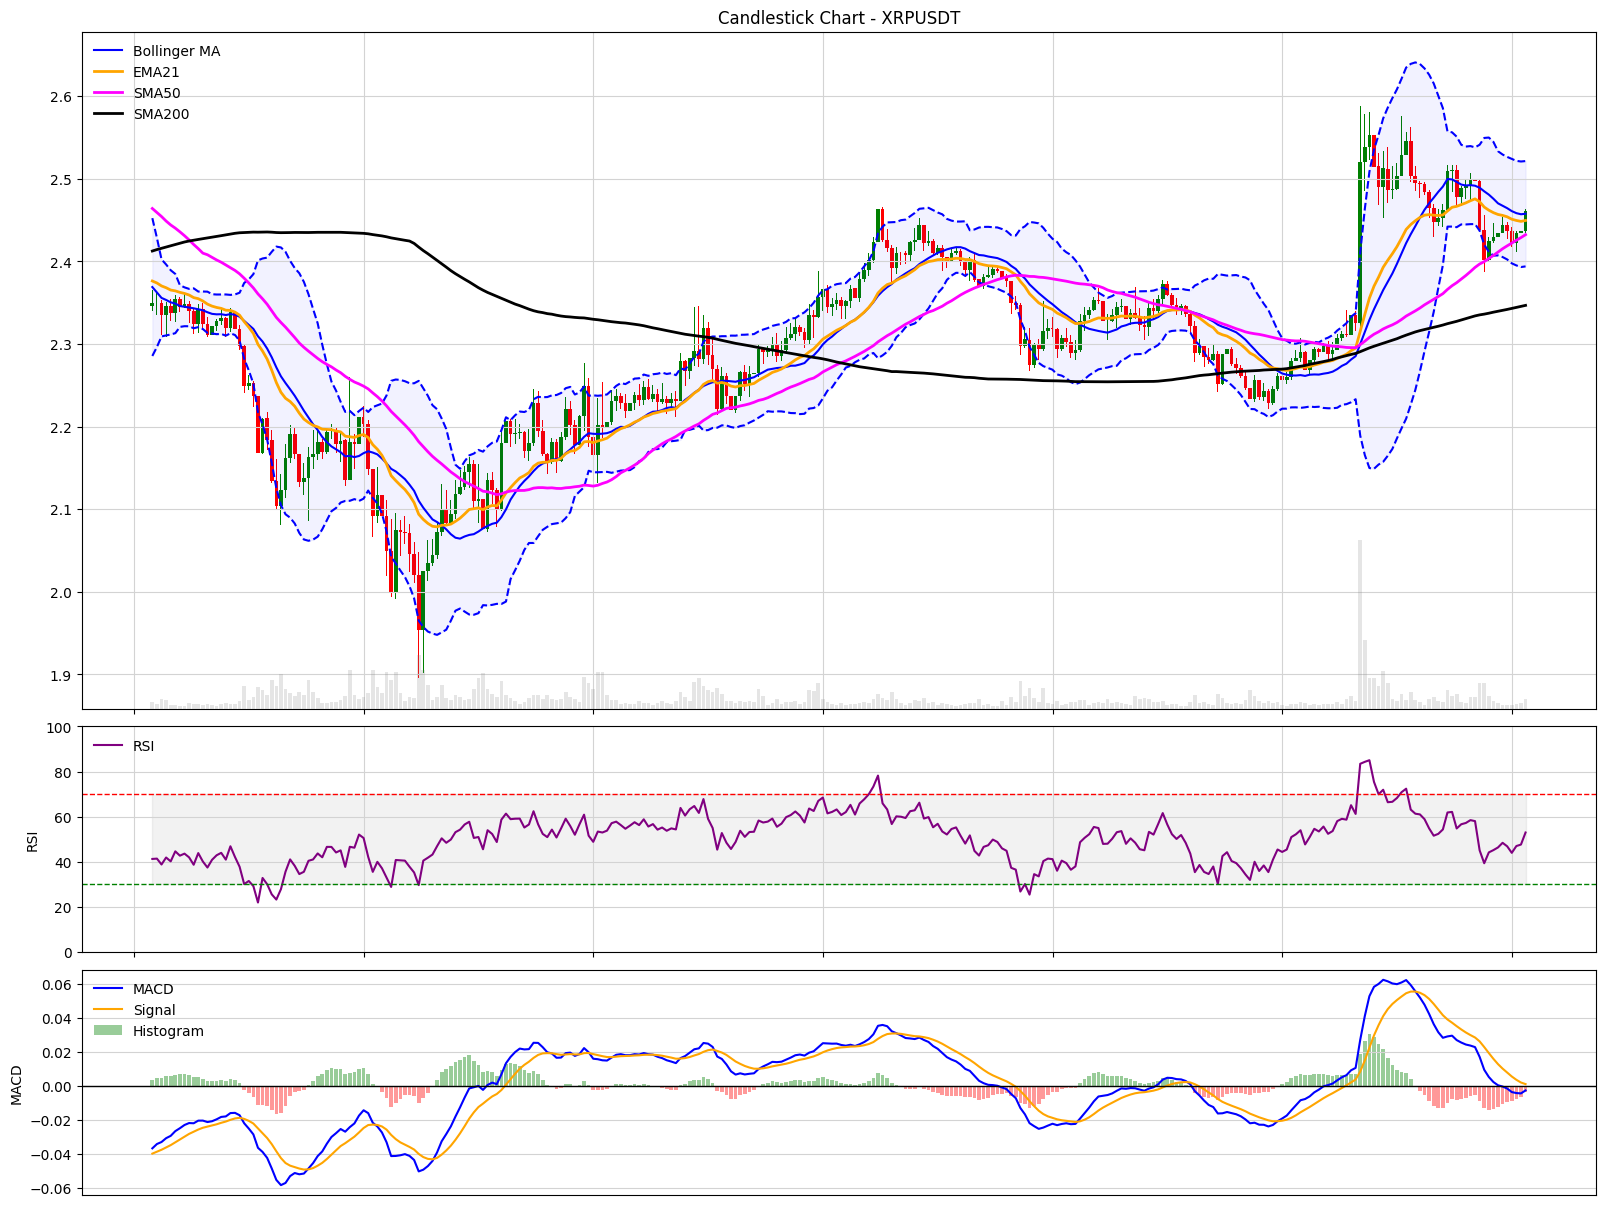 Candlestick Chart - XRPUSDT
Bollinger MA
EMA21
SMA50
SMA200
2.6
2.5
2.4
2.3
2.2
2.1
2.0
1.9
RSI
100
80
60
40
20
0
RSI
MACD
Signal
Histogram
0.06
0.04
0.02
0.00
−0.02
−0.04
−0.06
MACD